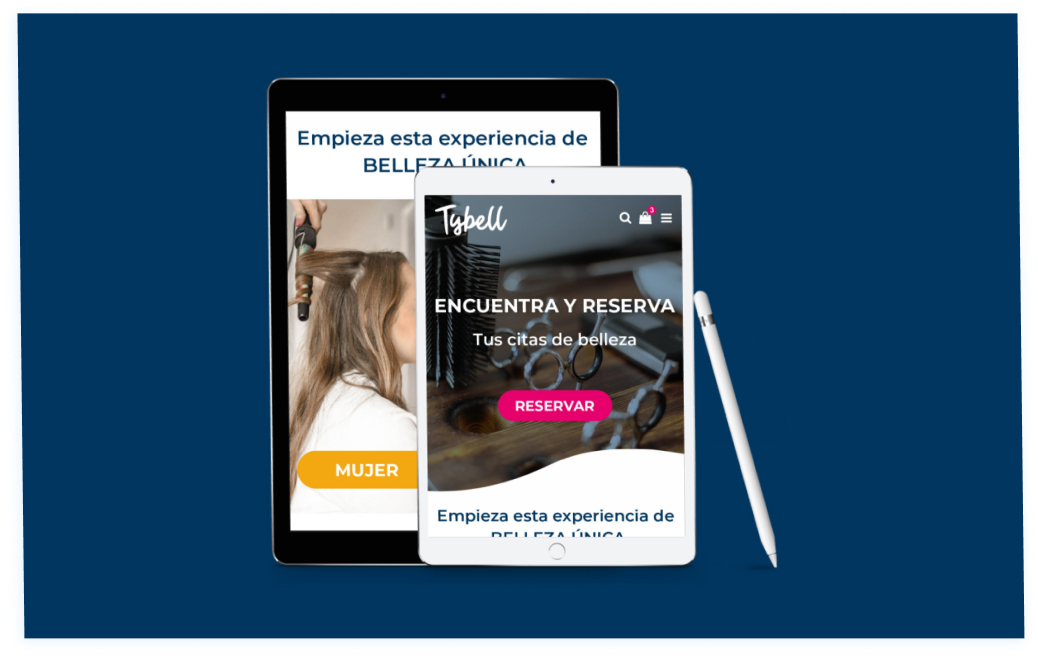 Empieza esta experiencia de
BELLEZA ÚNICA
MUJER
Tybell
3
ENCUENTRA Y RESERVA
Tus citas de belleza
RESERVAR
Empieza esta experiencia de
BELLEZA ÚNICA